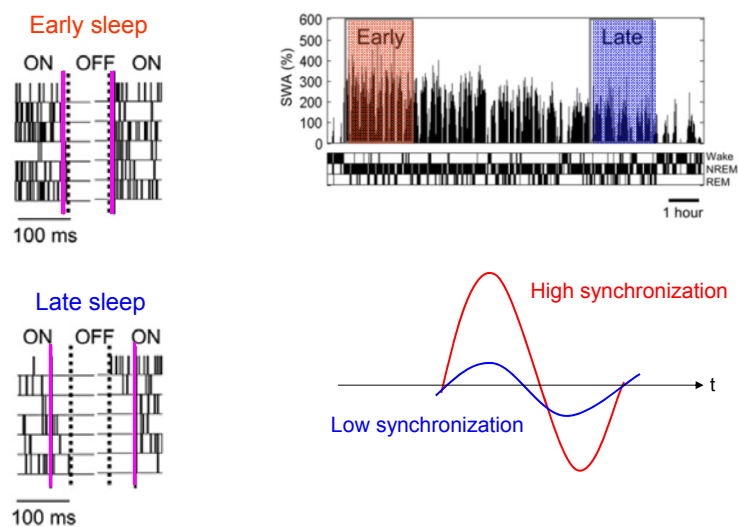 Early sleep
ON OFF ON
100 ms
600
500
400
300
200
100
0
SWA (%)
Early
Late
Wake
NREM
REM
1 hour
Late sleep
ON OFF ON
100 ms
High synchronization
t
Low synchronization